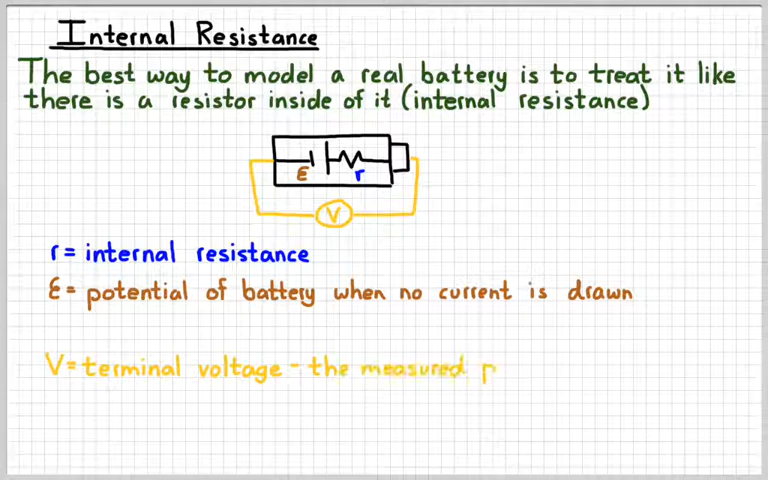 Internal Resistance
The best way to model a real battery is to treat it like
there is a resistor inside of it (internal resistance)
ε r
V
r = internal resistance
ε = potential of battery when no current is drawn
V = terminal voltage - the measured p